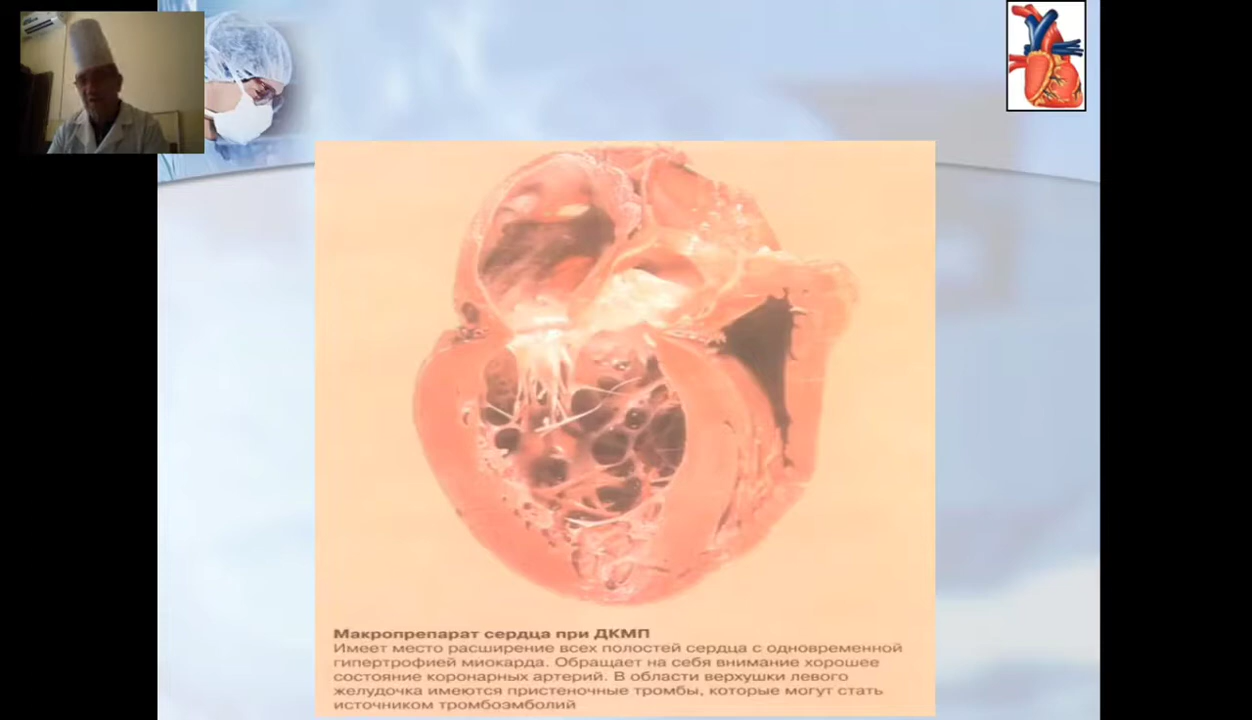 Макропрепарат сердца при ДКМП
Имеет место расширение всех полостей сердца с одновременной
гипертрофией миокарда. Обращает на себя внимание хорошее
состояние коронарных артерий. В области верхушки левого
желудочка имеются пристеночные тромбы, которые могут стать
источником тромбоэмболий